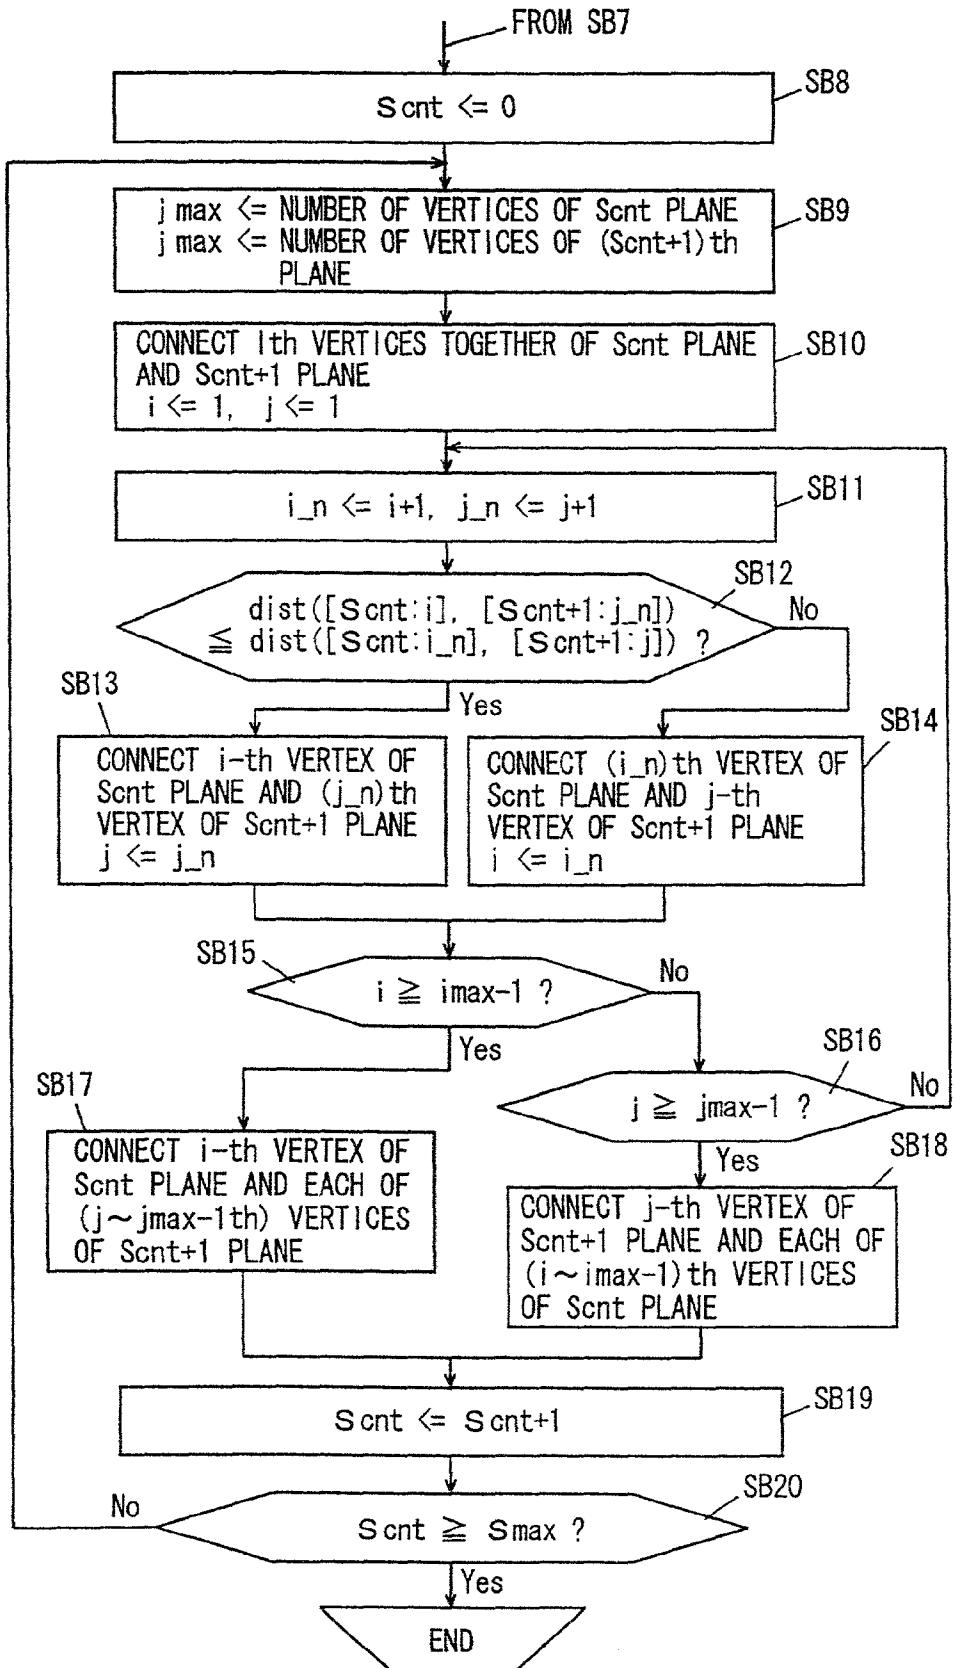 FROM SB7
SB8
Scnt <= 0
SB9
j max <= NUMBER OF VERTICES OF Scnt PLANE
j max <= NUMBER OF VERTICES OF (Scnt+1)th
PLANE
SB10
CONNECT 1th VERTICES TOGETHER OF Scnt PLANE
AND Scnt+1 PLANE
i <= 1, j <= 1
SB11
i_n <= i+1, j_n <= j+1
SB12
dist([Scnt:i], [Scnt+1:j_n])
≦ dist([Scnt:i_n], [Scnt+1:j]) ?
No
Yes
SB13
CONNECT i-th VERTEX OF
Scnt PLANE AND (j_n)th
VERTEX OF Scnt+1 PLANE
j <= j_n
SB14
CONNECT (i_n)th VERTEX OF
Scnt PLANE AND j-th
VERTEX OF Scnt+1 PLANE
i <= i_n
SB15
i ≧ imax-1 ?
No
Yes
SB16
j ≧ jmax-1 ?
No
Yes
SB17
CONNECT i-th VERTEX OF
Scnt PLANE AND EACH OF
(j~jmax-1th) VERTICES
OF Scnt+1 PLANE
SB18
CONNECT j-th VERTEX OF
Scnt+1 PLANE AND EACH OF
(i~imax-1)th VERTICES
OF Scnt PLANE
SB19
Scnt <= Scnt+1
SB20
Scnt ≧ Smax ?
No
Yes
END